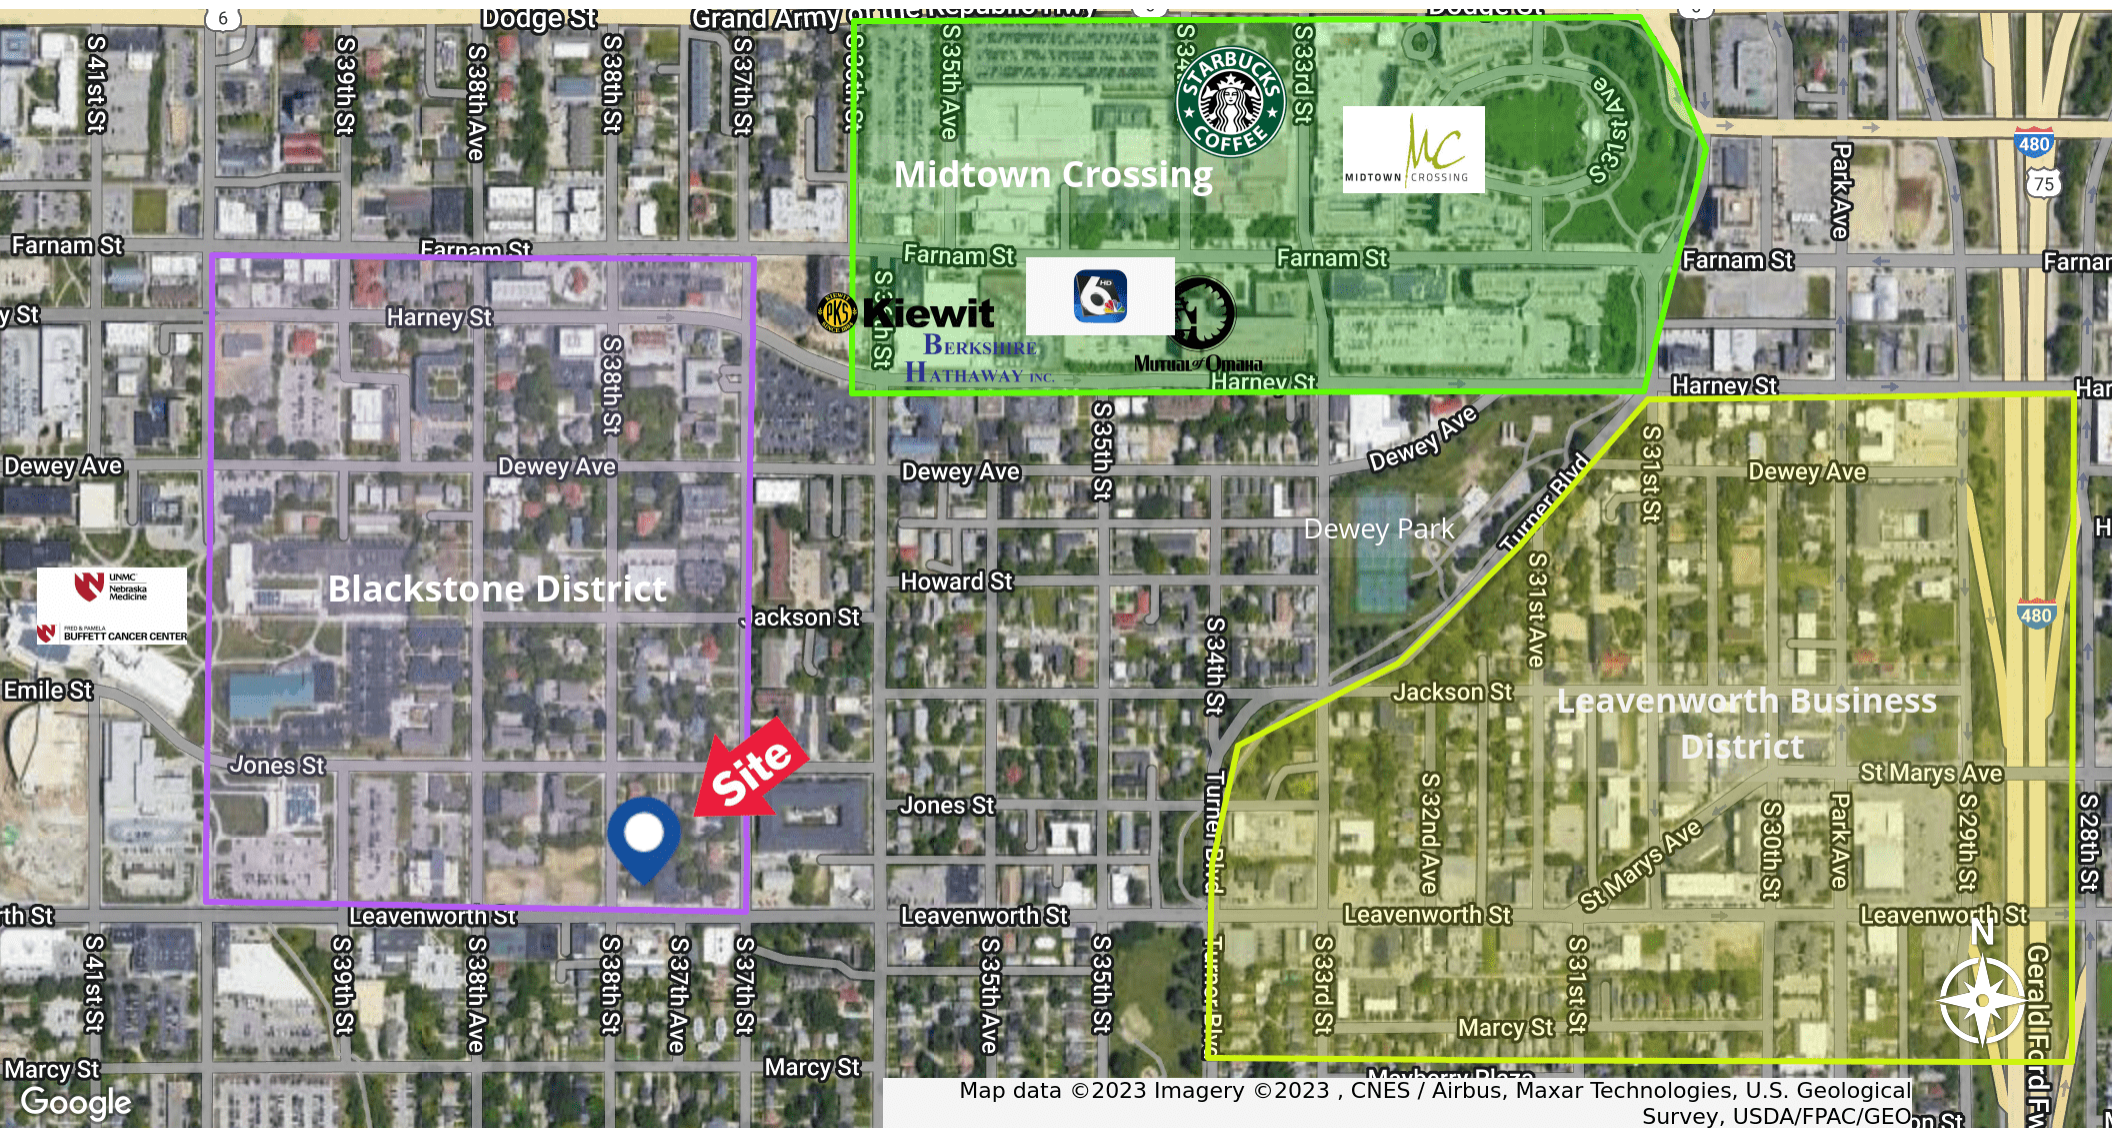 6
Dodge St
S 41st St
S 39th St
S 38th Ave
S 38th St
S 37th St
S 35th Ave
S 33rd St
S 31st Ave
STARBUCKS
COFFEE
MC
MIDTOWN CROSSING
Midtown Crossing
480
75
Park Ave
Farnam St
Farnam St
Farnam St
Farnam St
Farnam St
Harney St
KIEWIT
PKS
Kiewit
6
HD
BERKSHIRE
HATHAWAY INC.
MUTUAL of OMAHA
Harney St
Harney St
S 38th St
S 35th St
S 31st St
Dewey Ave
Dewey Ave
Dewey Ave
Dewey Ave
Dewey Ave
Turner Blvd
Dewey Park
Howard St
S 31st Ave
UNMC
Nebraska
Medicine
FRED & PAMELA
BUFFETT CANCER CENTER
Blackstone District
Jackson St
S 34th St
480
Emile St
Jackson St
Leavenworth Business
District
Jones St
Site
Jones St
St Marys Ave
Turner Blvd
S 32nd Ave
St Marys Ave
S 30th St
Park Ave
S 29th St
S 28th St
Leavenworth St
Leavenworth St
Leavenworth St
Leavenworth St
N
S 41st St
S 39th St
S 38th Ave
S 38th St
S 37th Ave
S 37th St
S 35th Ave
S 35th St
Turner Blvd
S 33rd St
S 31st St
Marcy St
Marcy St
Marcy St
Google
Map data ©2023 Imagery ©2023 , CNES / Airbus, Maxar Technologies, U.S. Geological
Survey, USDA/FPAC/GEO